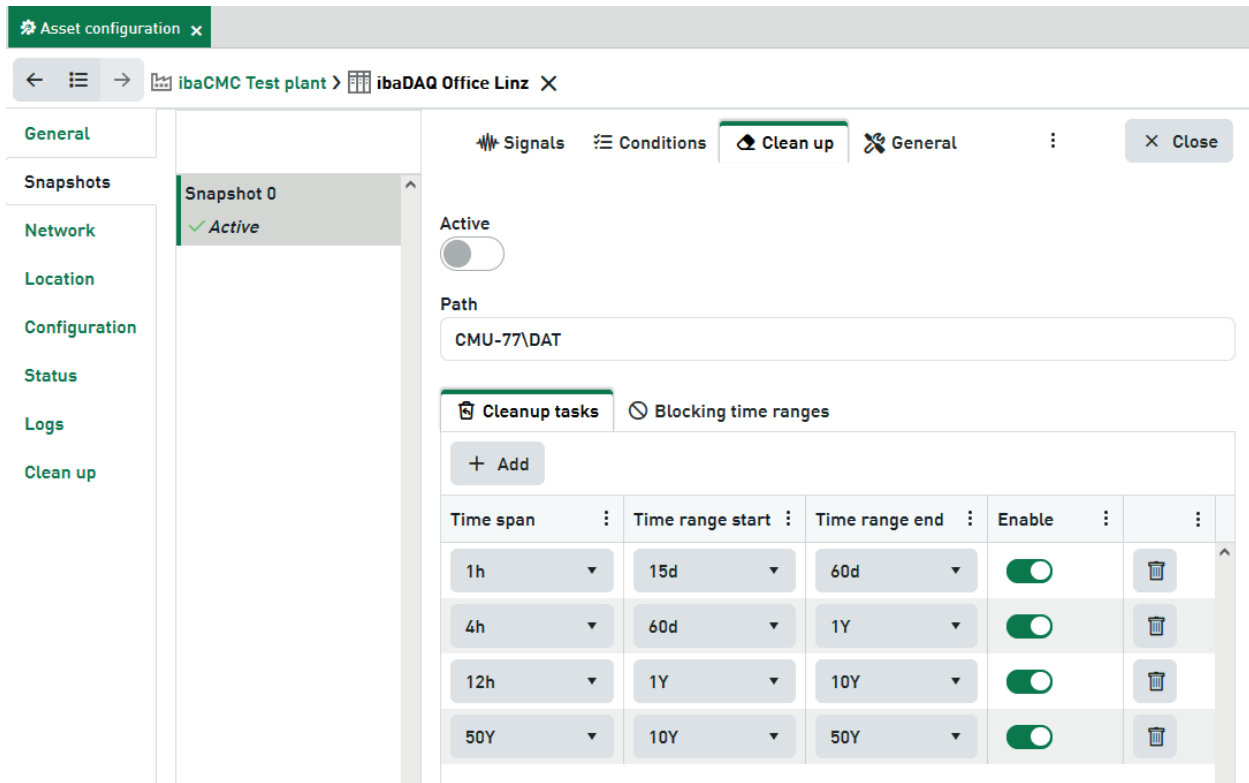 Asset configuration
ibaCMC Test plant
ibaDAQ Office Linz
General
Snapshots
Network
Location
Configuration
Status
Logs
Clean up
Snapshot 0
Active
Signals
Conditions
Clean up
General
Close
Active
Path
CMU-77\DAT
Cleanup tasks
Blocking time ranges
Add
Time span Time range start Time range end Enable
1h 15d 60d
4h 60d 1Y
12h 1Y 10Y
50Y 10Y 50Y